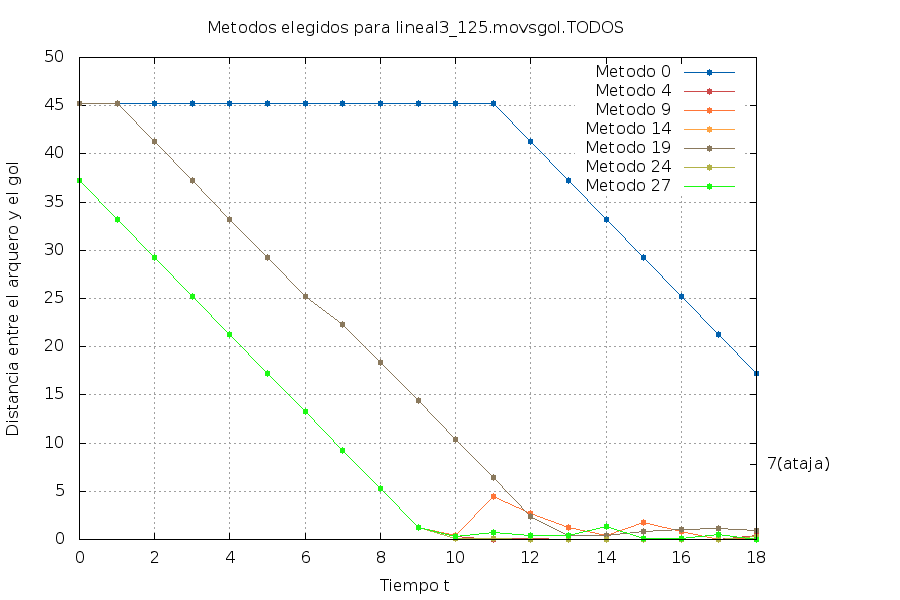 Metodos elegidos para lineal3_125.movsgol.TODOS
50
45
40
35
30
25
20
15
10
5
0
Distancia entre el arquero y el gol
Metodo 0
Metodo 4
Metodo 9
Metodo 14
Metodo 19
Metodo 24
Metodo 27
7(ataja)
0 2 4 6 8 10 12 14 16 18
Tiempo t